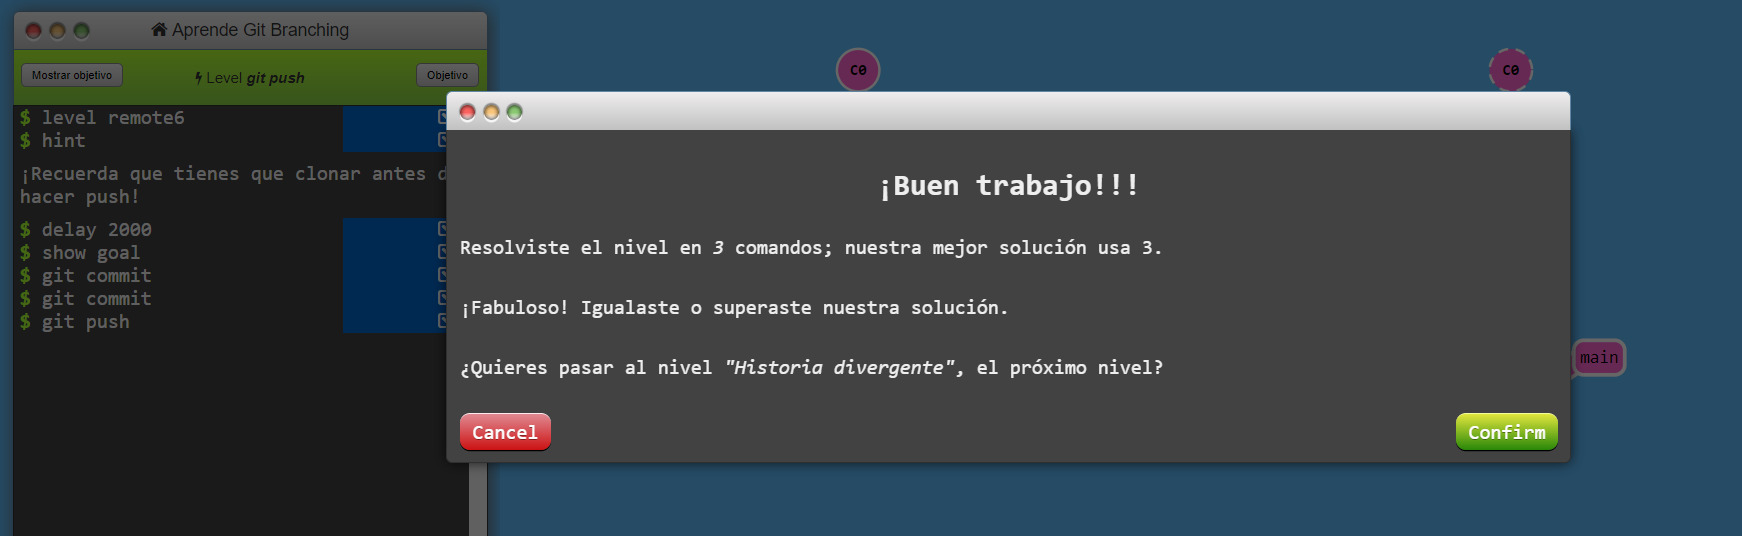 Aprende Git Branching
Mostrar objetivo
Level git push
Objetivo
$ level remote6
$ hint
¡Recuerda que tienes que clonar antes d
hacer push!
$ delay 2000
$ show goal
$ git commit
$ git commit
$ git push
C0
C0
¡Buen trabajo!!!
Resolviste el nivel en 3 comandos; nuestra mejor solución usa 3.
¡Fabuloso! Igualaste o superaste nuestra solución.
¿Quieres pasar al nivel "Historia divergente", el próximo nivel?
main
Cancel
Confirm